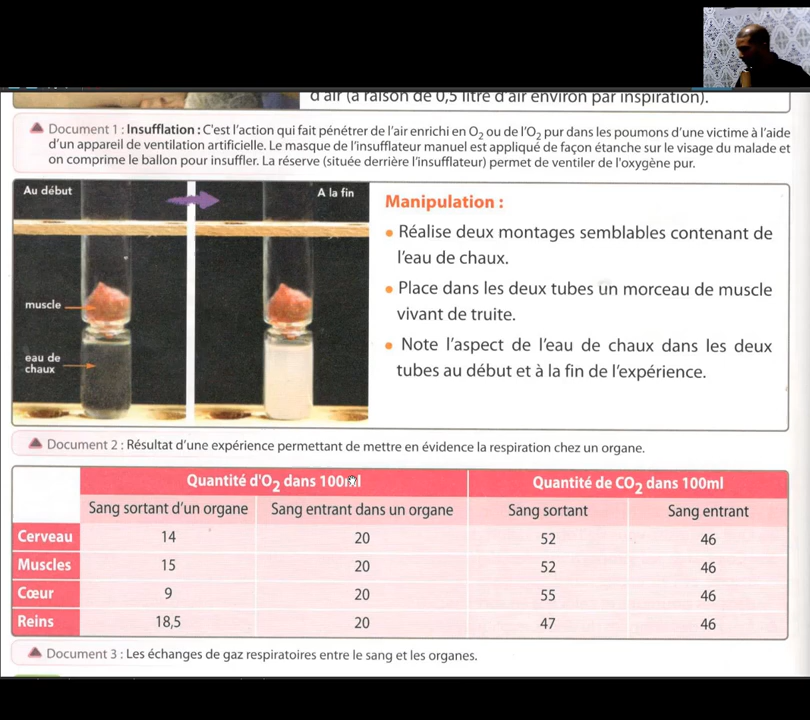 d'air (à raison de 0,5 litre d'air environ par inspiration).
Document 1 : Insufflation : C'est l'action qui fait pénétrer de l'air enrichi en O2 ou de l'O2 pur dans les poumons d'une victime à l'aide
d'un appareil de ventilation artificielle. Le masque de l'insufflateur manuel est appliqué de façon étanche sur le visage du malade et
on comprime le ballon pour insuffler. La réserve (située derrière l'insufflateur) permet de ventiler de l'oxygène pur.
Au début
A la fin
muscle
eau de
chaux
Manipulation :
• Réalise deux montages semblables contenant de
l'eau de chaux.
• Place dans les deux tubes un morceau de muscle
vivant de truite.
• Note l'aspect de l'eau de chaux dans les deux
tubes au début et à la fin de l'expérience.
Document 2 : Résultat d'une expérience permettant de mettre en évidence la respiration chez un organe.
Quantité d'O2 dans 100ml Quantité de CO2 dans 100ml
Sang sortant d'un organe Sang entrant dans un organe Sang sortant Sang entrant
Cerveau 14 20 52 46
Muscles 15 20 52 46
Cœur 9 20 55 46
Reins 18,5 20 47 46
Document 3 : Les échanges de gaz respiratoires entre le sang et les organes.